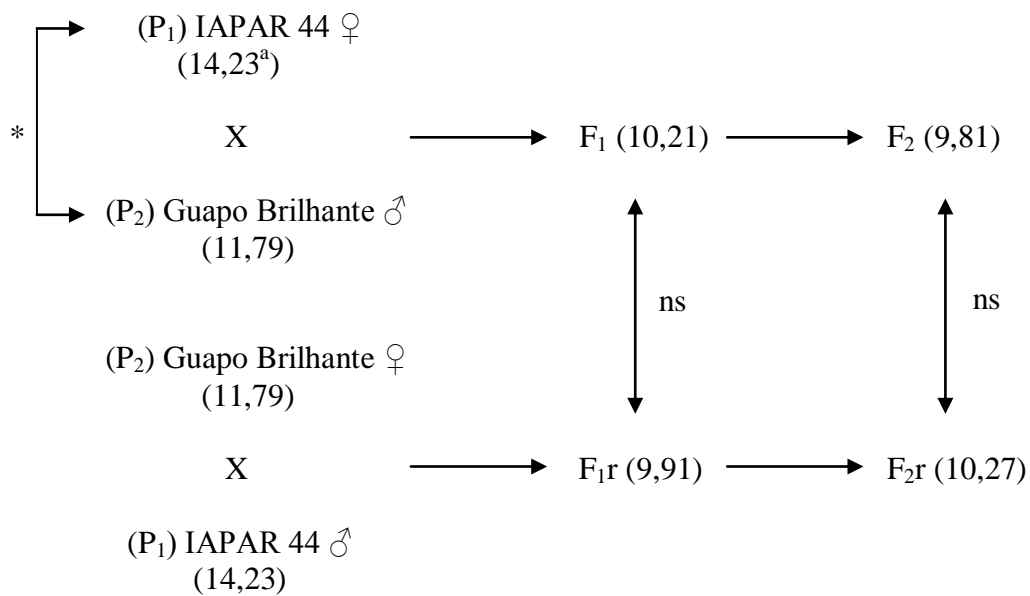 (P₁) IAPAR 44 ♀
(14,23ᵃ)
* X F₁ (10,21) F₂ (9,81)
(P₂) Guapo Brilhante ♂
(11,79)
ns ns
(P₂) Guapo Brilhante ♀
(11,79)
X F₁r (9,91) F₂r (10,27)
(P₁) IAPAR 44 ♂
(14,23)